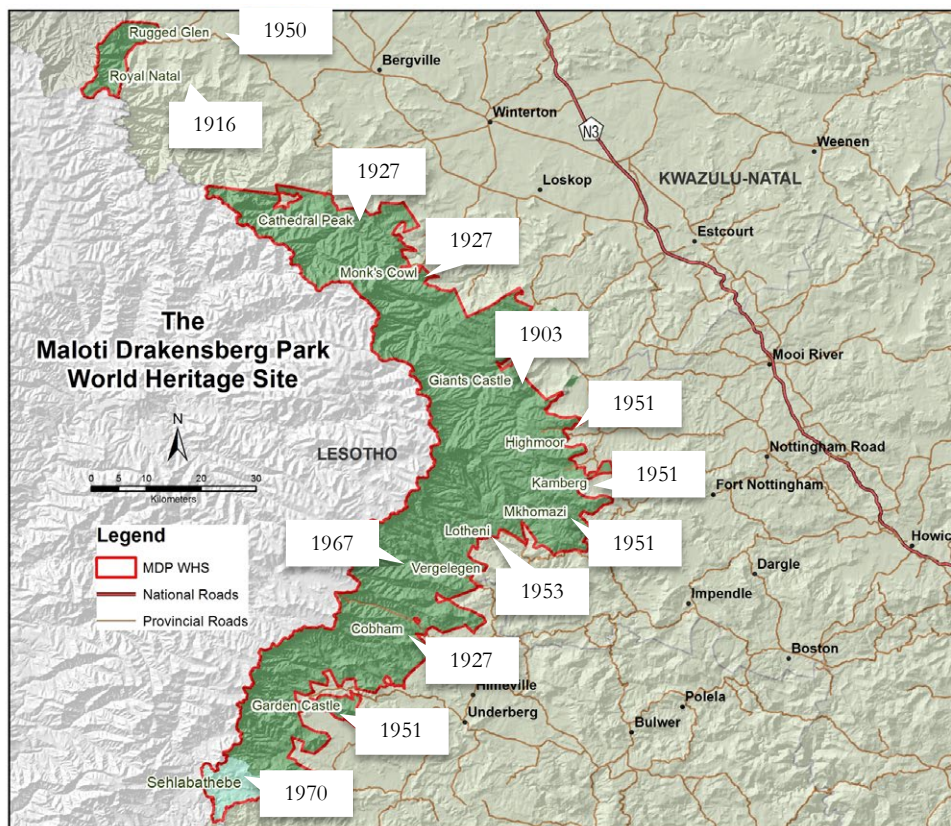 Rugged Glen
1950
Bergville
Royal Natal
1916
Winterton
N3
Weenen
1927
Loskop
KWAZULU-NATAL
Cathedral Peak
1927
Estcourt
Monk's Cowl
The
Maloti Drakensberg Park
World Heritage Site
1903
Mooi River
Giants Castle
1951
N
Highmoor
Nottingham Road
LESOTHO
1951
Kamberg
Fort Nottingham
0 5 10 20 30
Kilometers
Mkhomazi
Legend
Lotheni
1951
Howic
1967
MDP WHS
Vergelegen
1953
Dargle
National Roads
Impendle
Provincial Roads
Cobham
1927
Boston
Himeville
Garden Castle
1951
Underberg
Polela
Bulwer
Sehlabathebe
1970